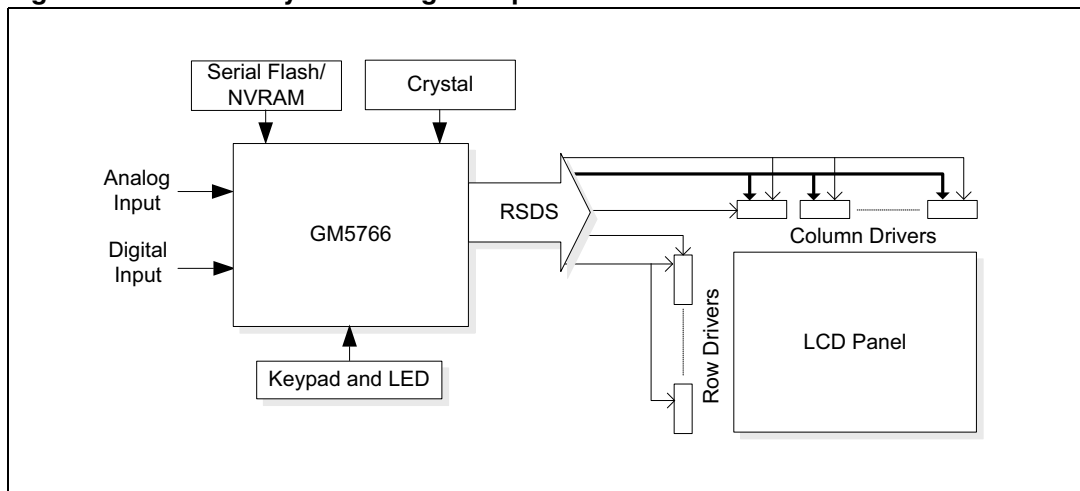 Serial Flash/
NVRAM
Crystal
Analog
Input
Digital
Input
GM5766
RSDS
Keypad and LED
Column Drivers
Row Drivers
LCD Panel